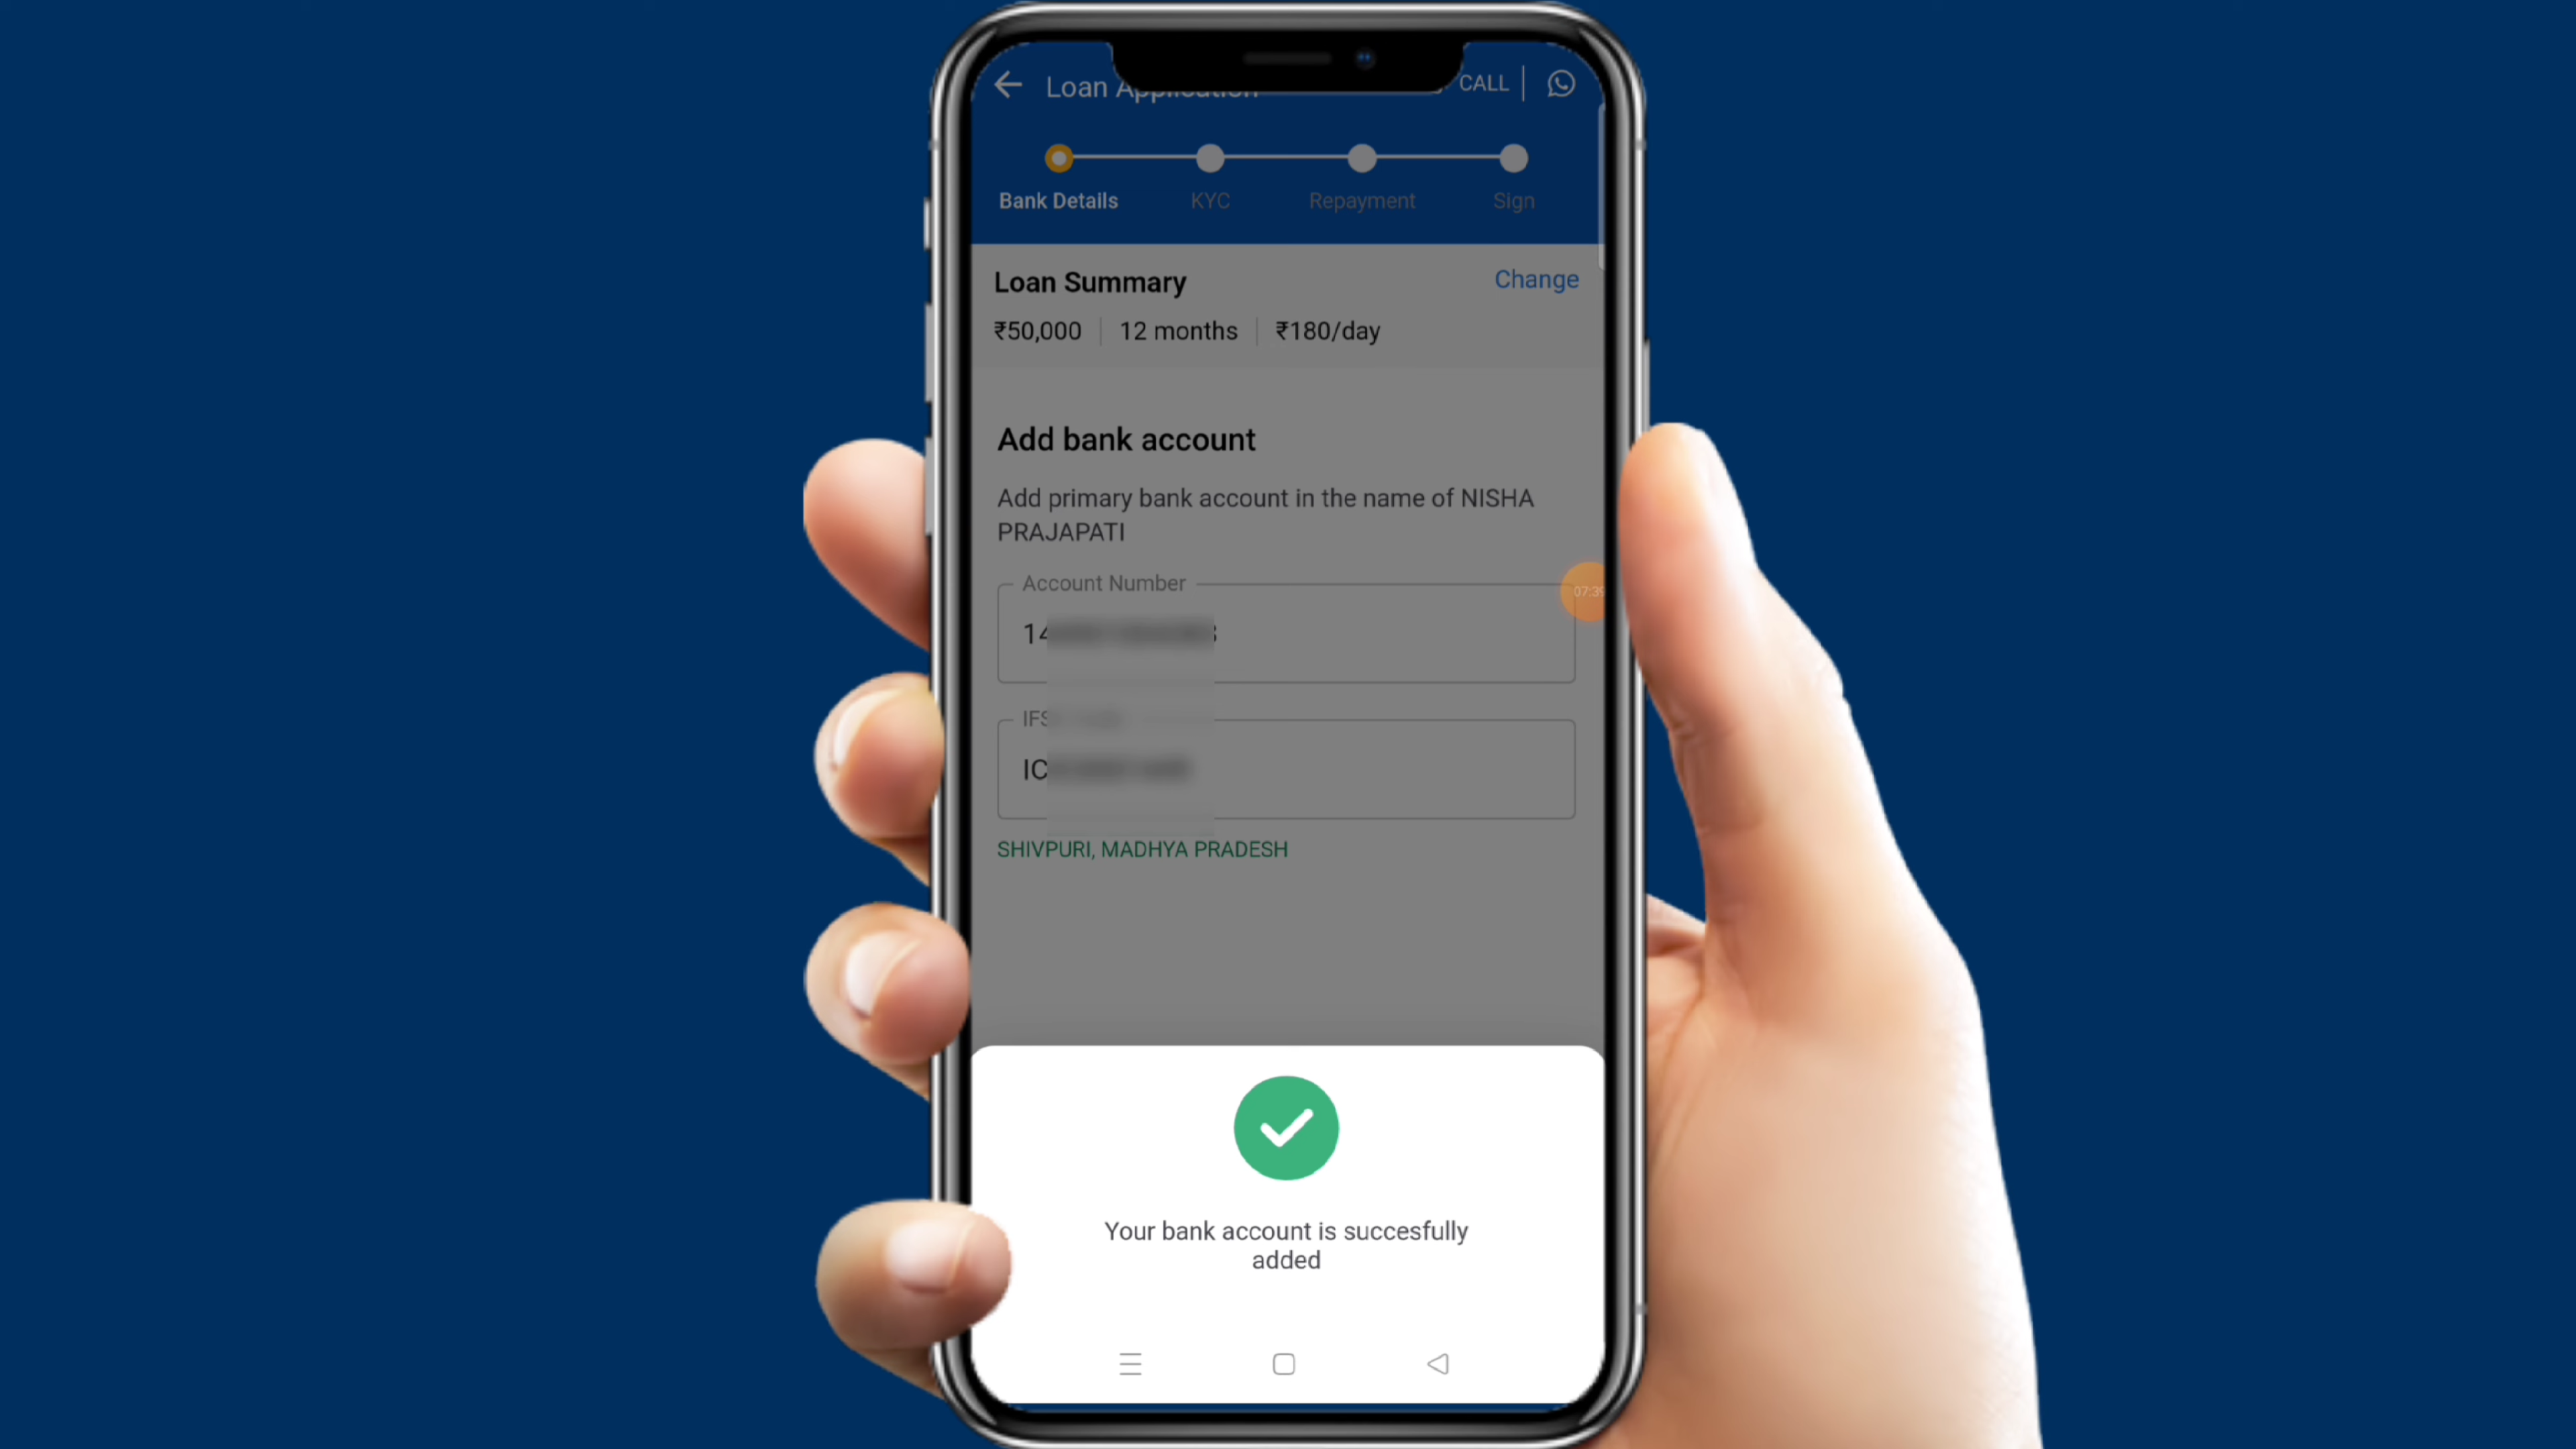 Loan Application
CALL
Bank Details
KYC
Repayment
Sign
Loan Summary
Change
₹50,000
12 months
₹180/day
Add bank account
Add primary bank account in the name of NISHA
PRAJAPATI
Account Number
14
IFS
IC
SHIVPURI, MADHYA PRADESH
07:39
Your bank account is succesfully
added